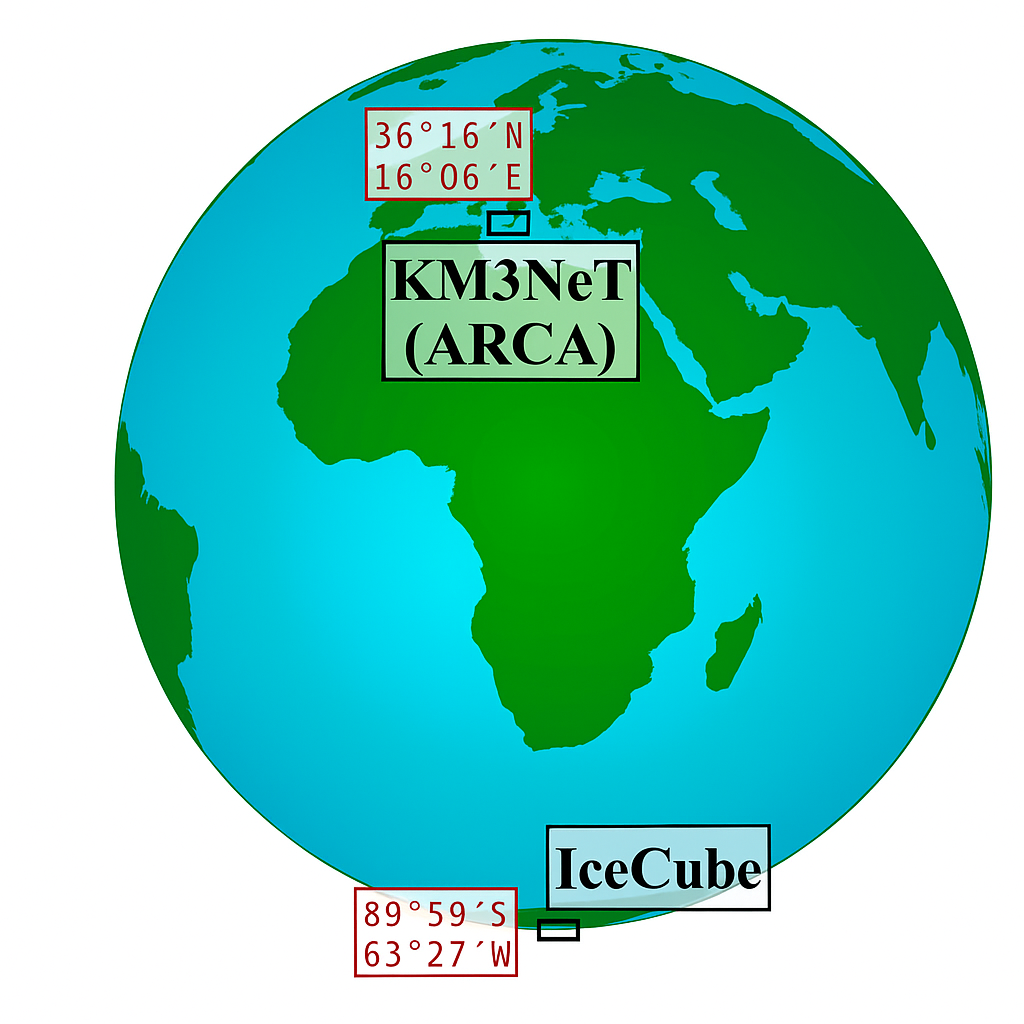 36°16′N
16°06′E
KM3NeT
(ARCA)
IceCube
89°59′S
63°27′W